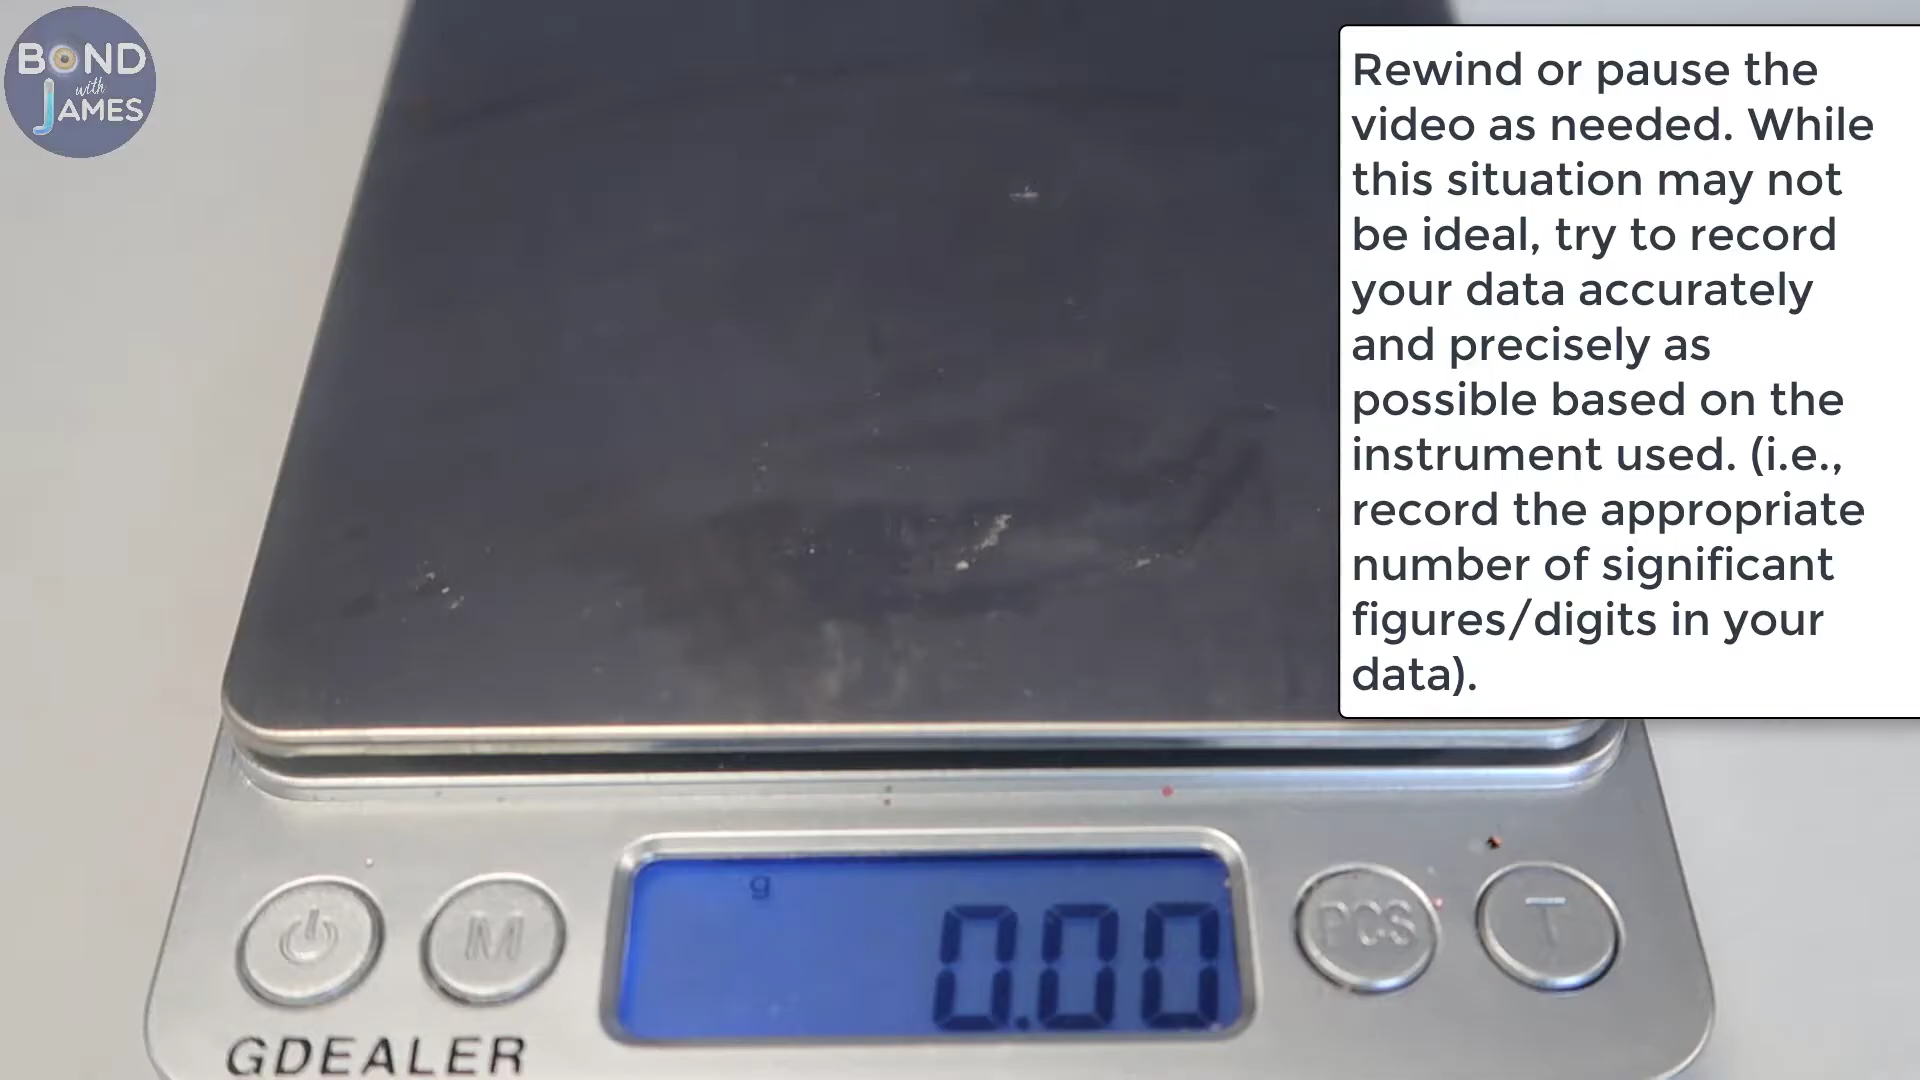 BOND
with
JAMES
Rewind or pause the
video as needed. While
this situation may not
be ideal, try to record
your data accurately
and precisely as
possible based on the
instrument used. (i.e.,
record the appropriate
number of significant
figures/digits in your
data).
g
0.00
M
PCS
T
GDEALER